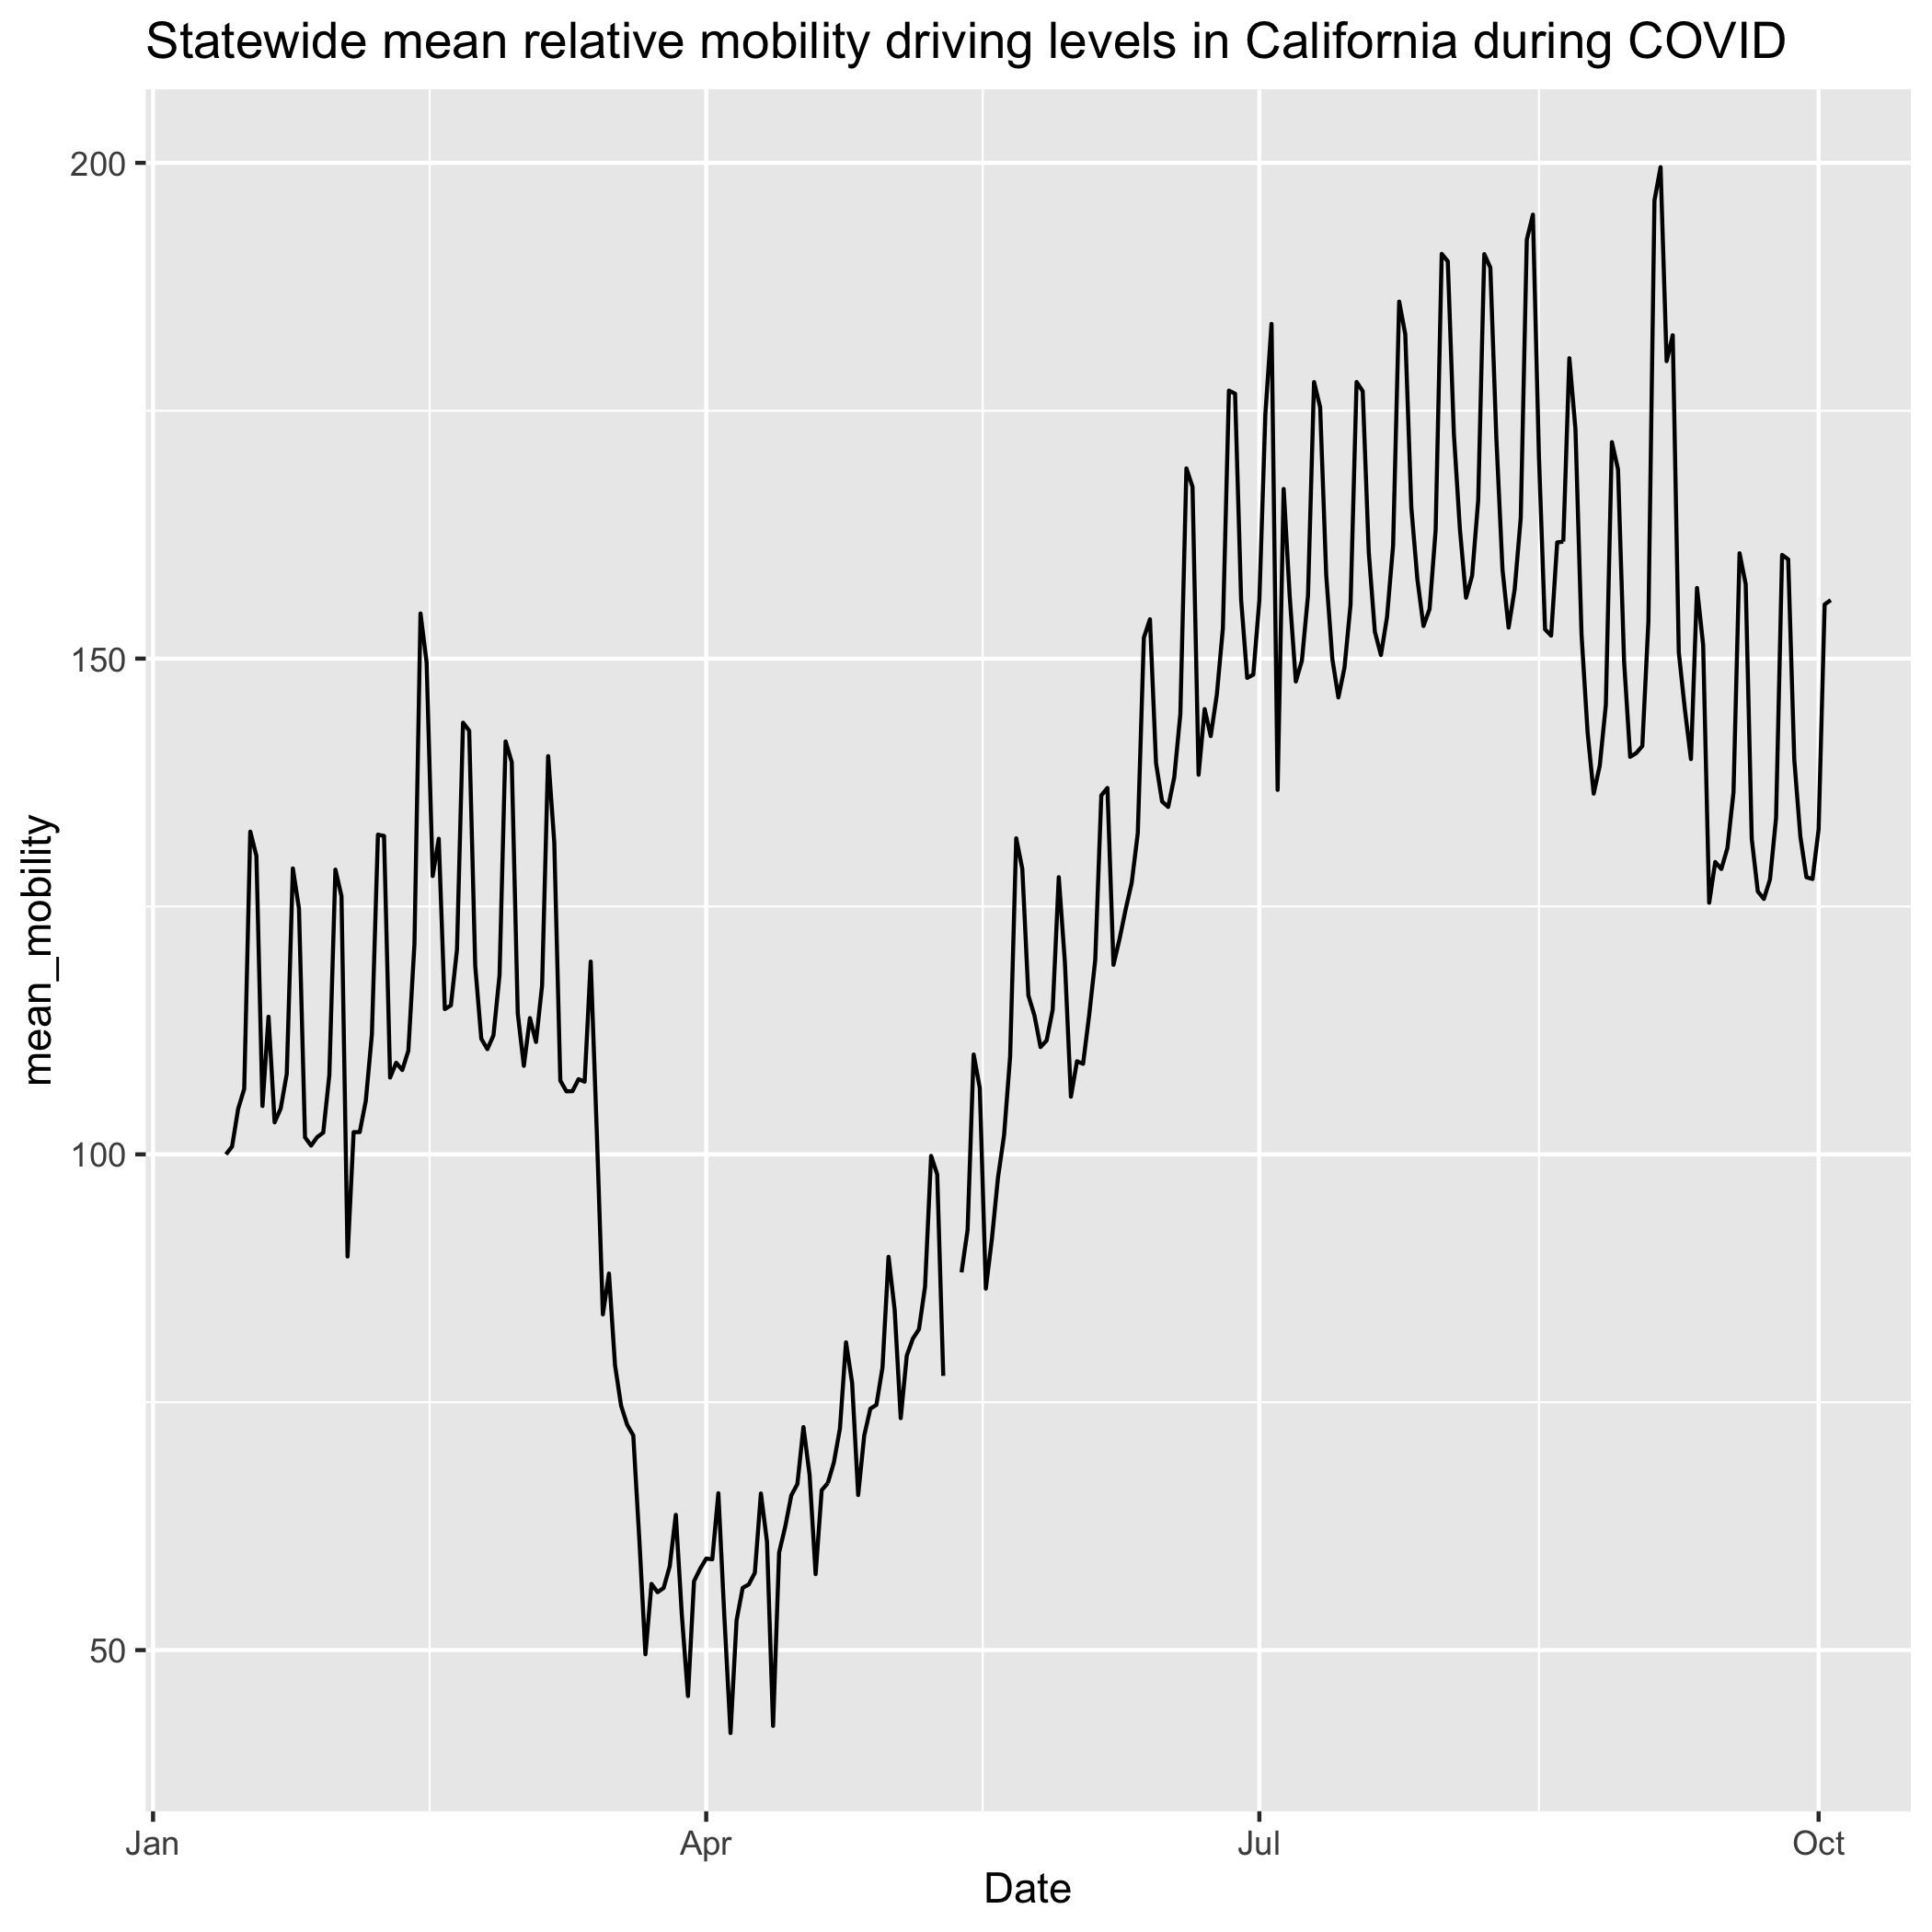 Statewide mean relative mobility driving levels in California during COVID
200
150
100
50
mean_mobility
Jan
Apr
Jul
Oct
Date